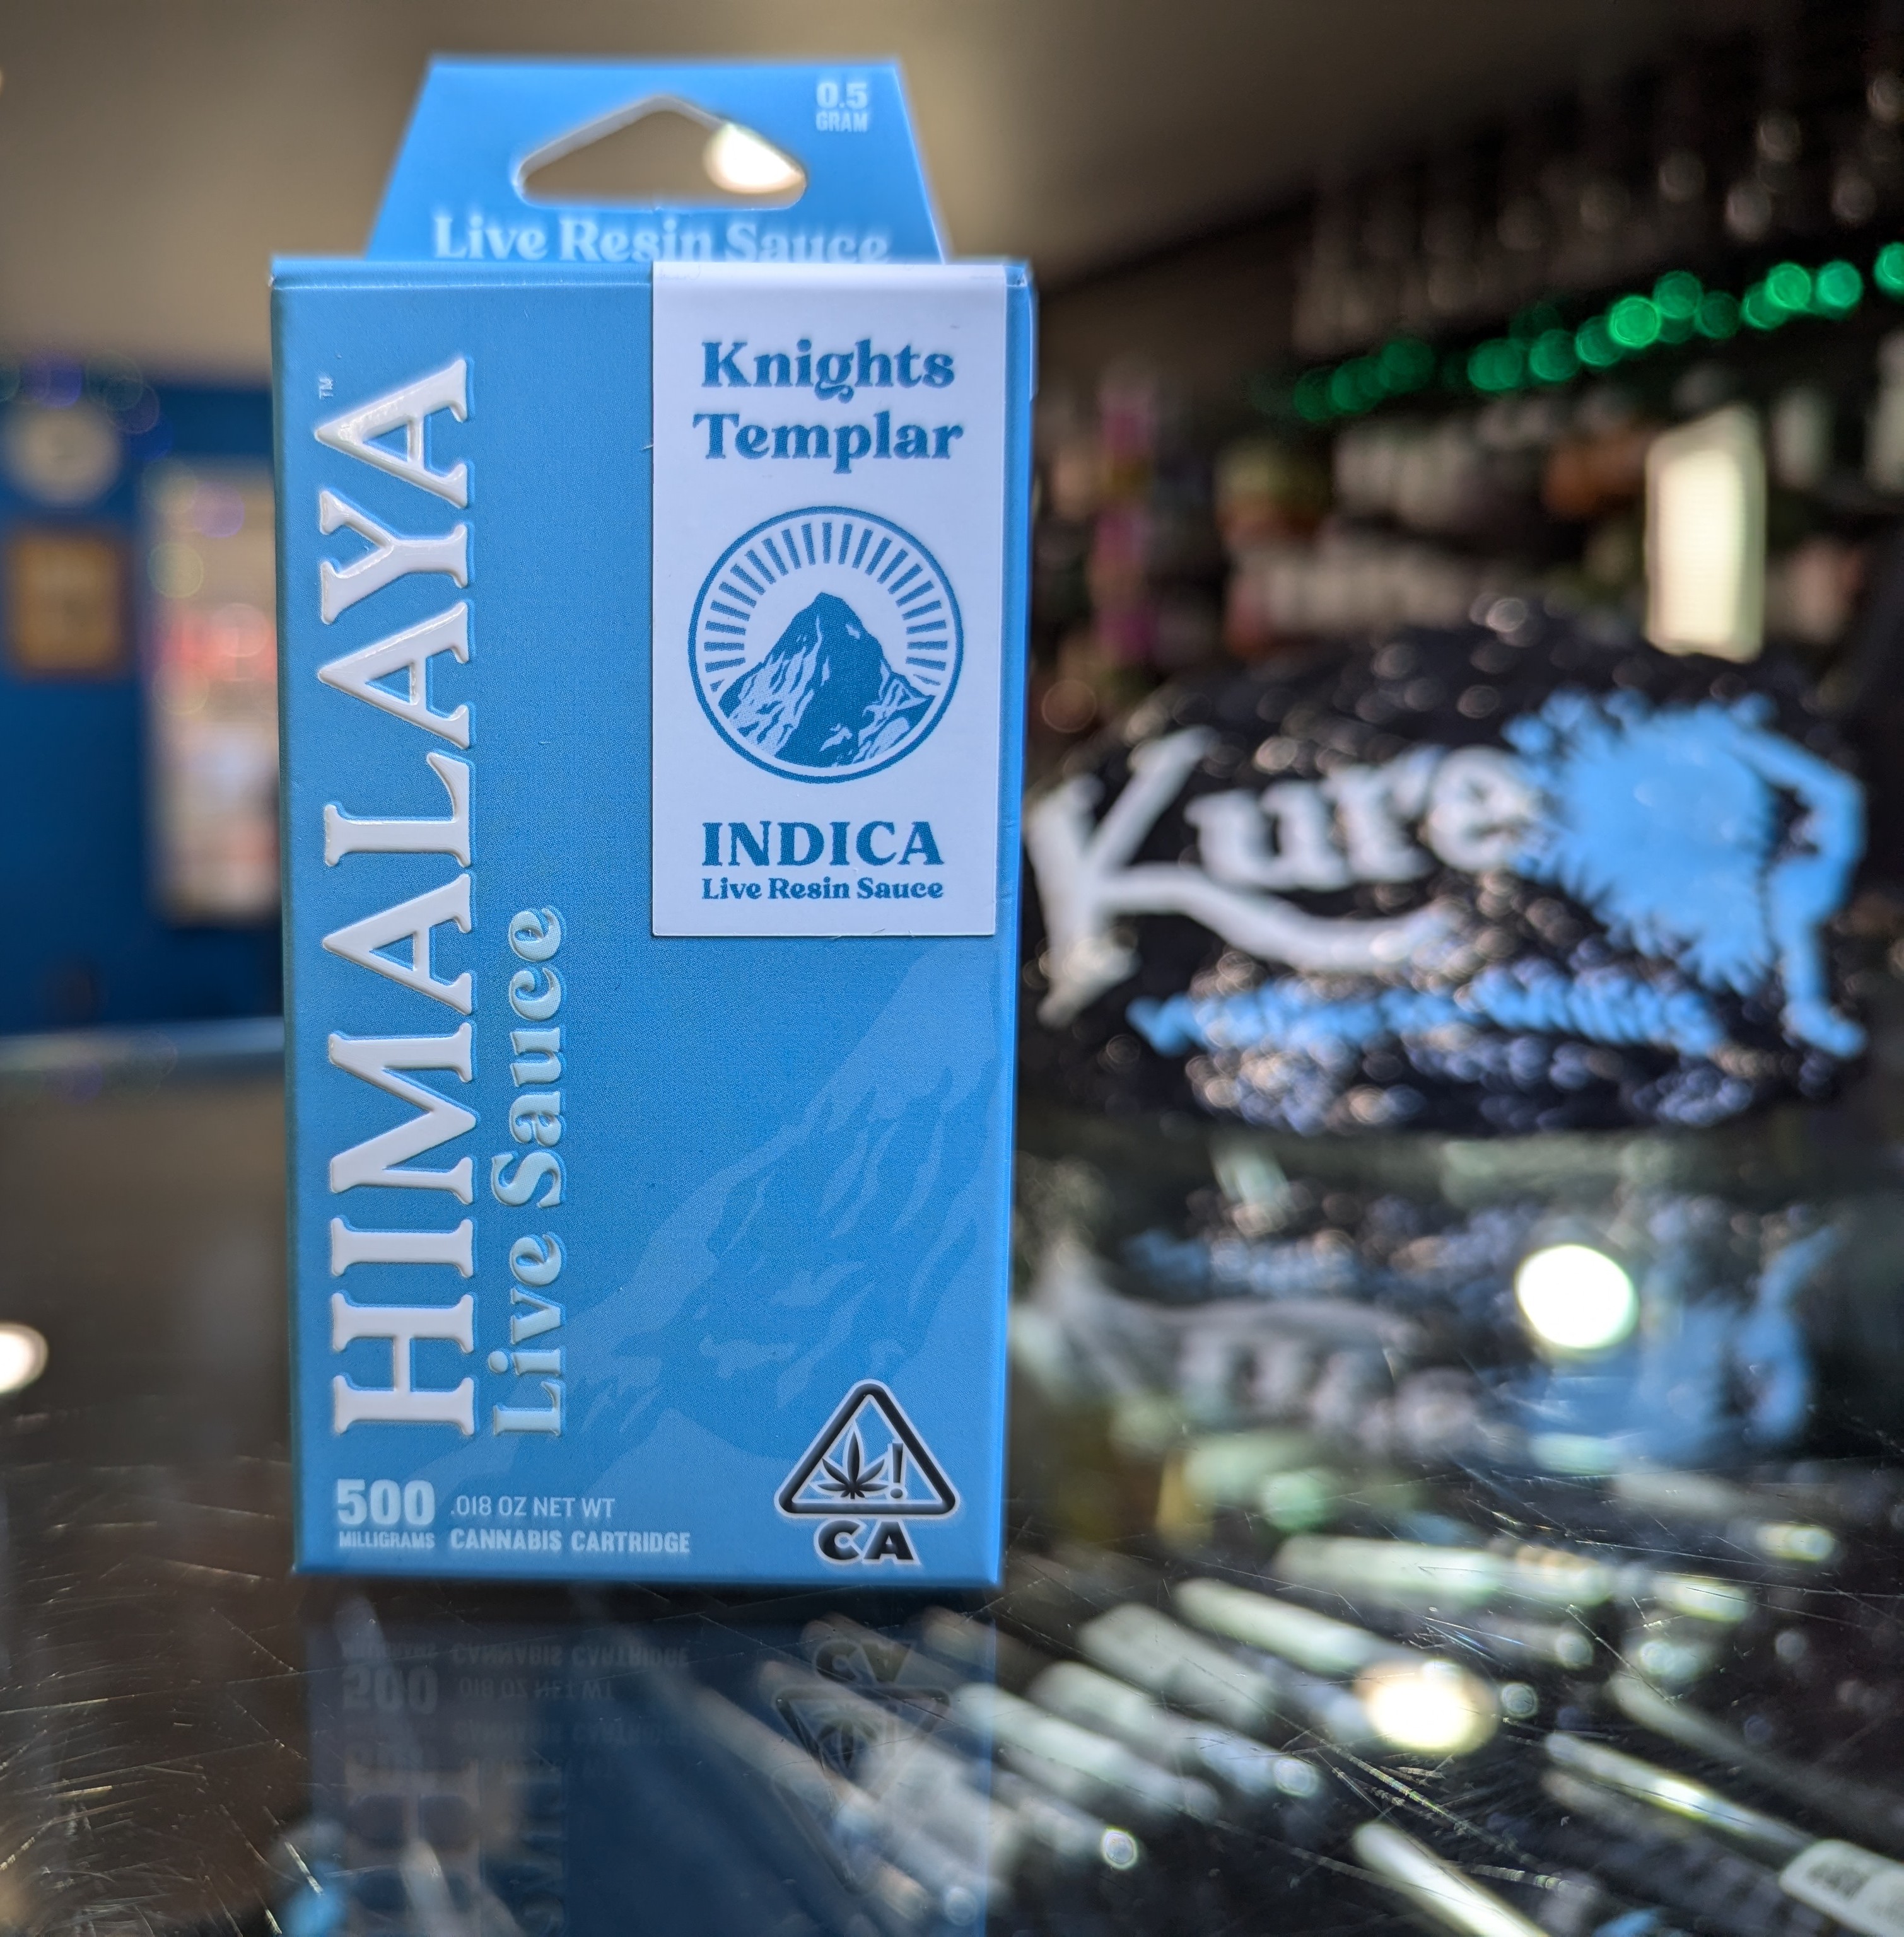 0.5
GRAM
Live Resin Sauce
HIMALAYA™
Live Sauce
Knights
Templar
INDICA
Live Resin Sauce
500
MILLIGRAMS
.018 OZ NET WT
CANNABIS CARTRIDGE
CA
Kure